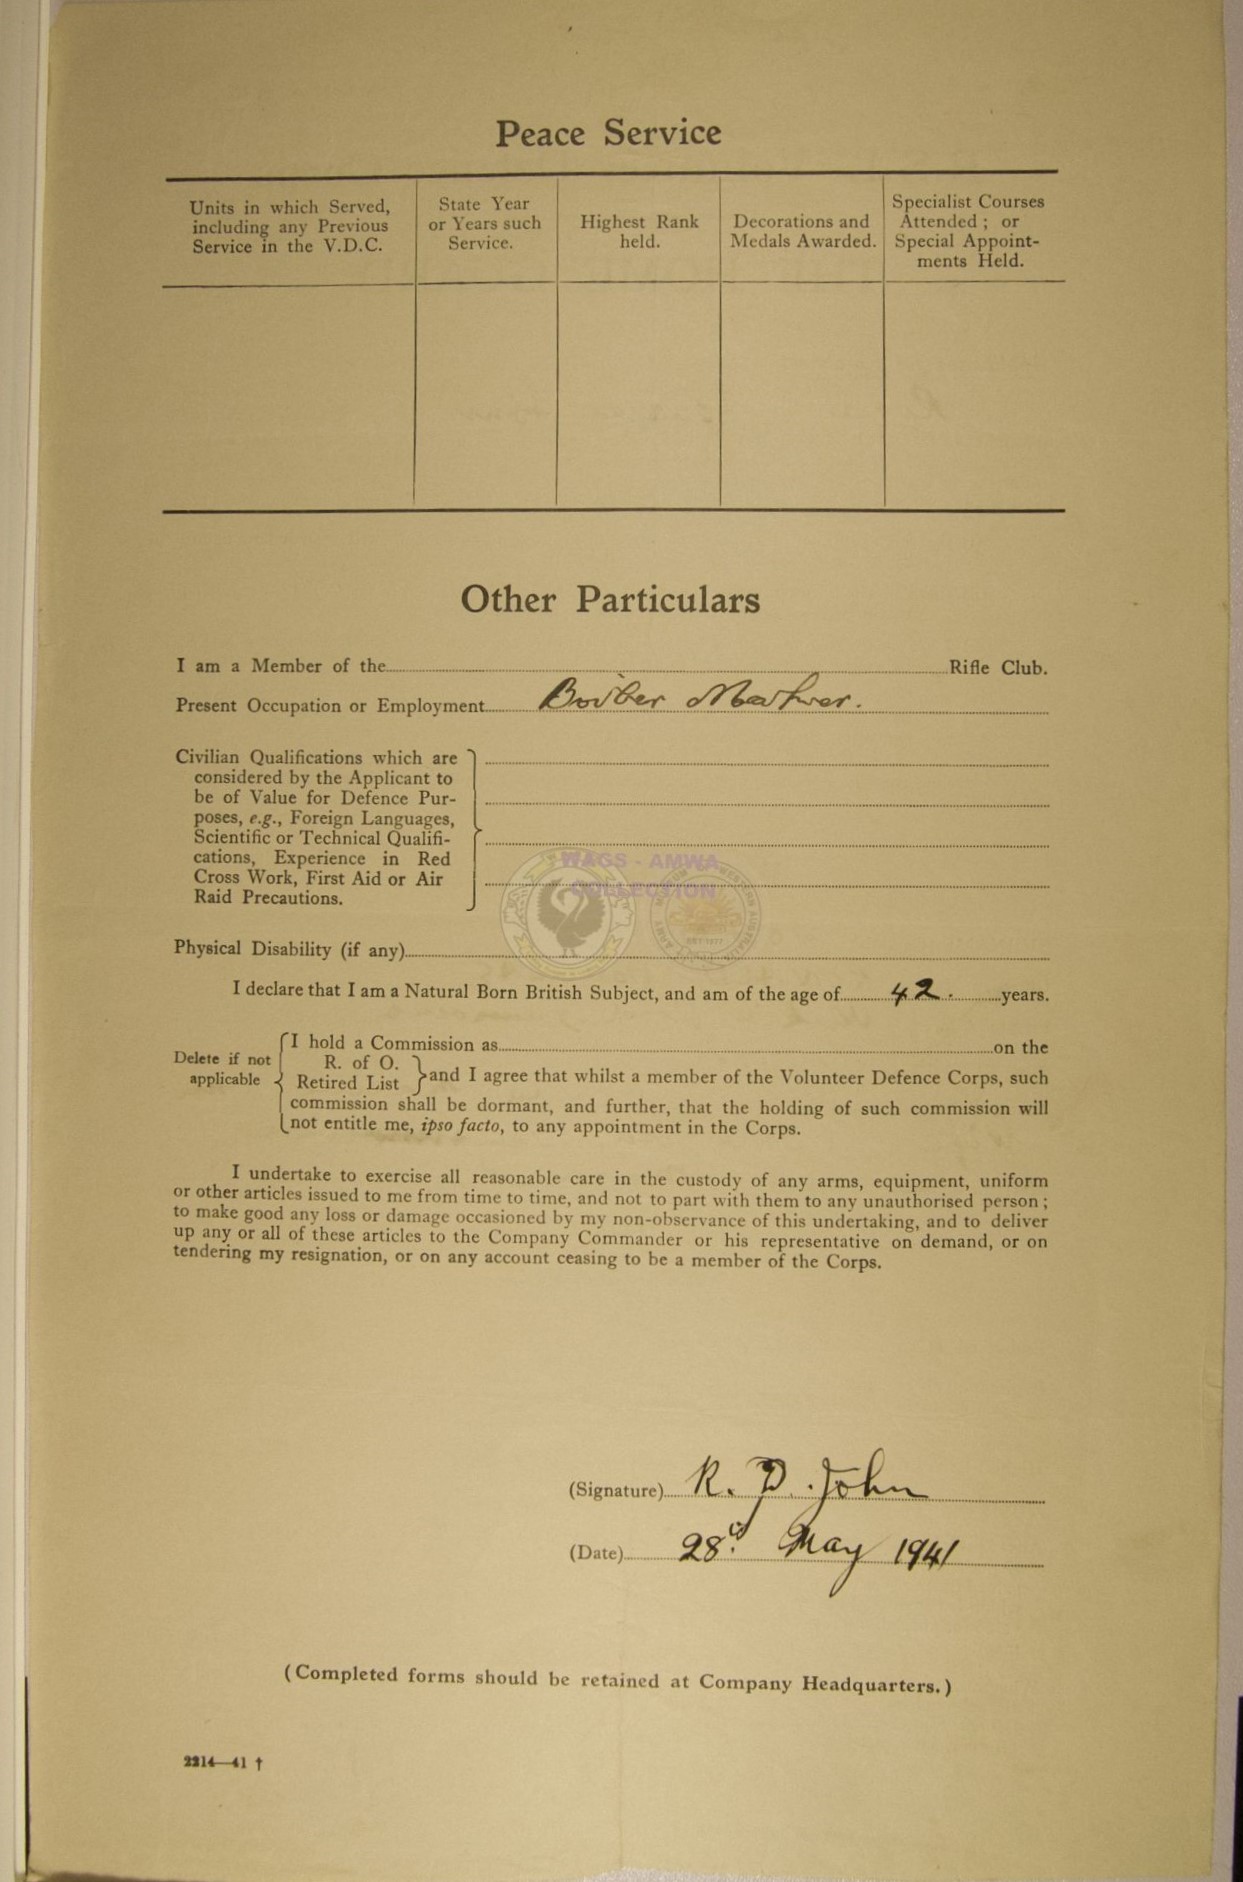 Peace Service
Units in which Served,
including any Previous
Service in the V.D.C.
State Year
or Years such
Service.
Highest Rank
held.
Decorations and
Medals Awarded.
Specialist Courses
Attended ; or
Special Appoint-
ments Held.
Other Particulars
I am a Member of the Rifle Club.
Present Occupation or Employment Boiler Maker.
Civilian Qualifications which are
considered by the Applicant to
be of Value for Defence Pur-
poses, e.g., Foreign Languages,
Scientific or Technical Qualifi-
cations, Experience in Red
Cross Work, First Aid or Air
Raid Precautions.
WAGS - AMWA
COLLECTION
Physical Disability (if any)
I declare that I am a Natural Born British Subject, and am of the age of 42. years.
Delete if not
applicable
I hold a Commission as on the
R. of O.
Retired List
and I agree that whilst a member of the Volunteer Defence Corps, such
commission shall be dormant, and further, that the holding of such commission will
not entitle me, ipso facto, to any appointment in the Corps.
I undertake to exercise all reasonable care in the custody of any arms, equipment, uniform
or other articles issued to me from time to time, and not to part with them to any unauthorised person ;
to make good any loss or damage occasioned by my non-observance of this undertaking, and to deliver
up any or all of these articles to the Company Commander or his representative on demand, or on
tendering my resignation, or on any account ceasing to be a member of the Corps.
(Signature) R. D. John
(Date) 28 May 1941
(Completed forms should be retained at Company Headquarters.)
2214—41 †